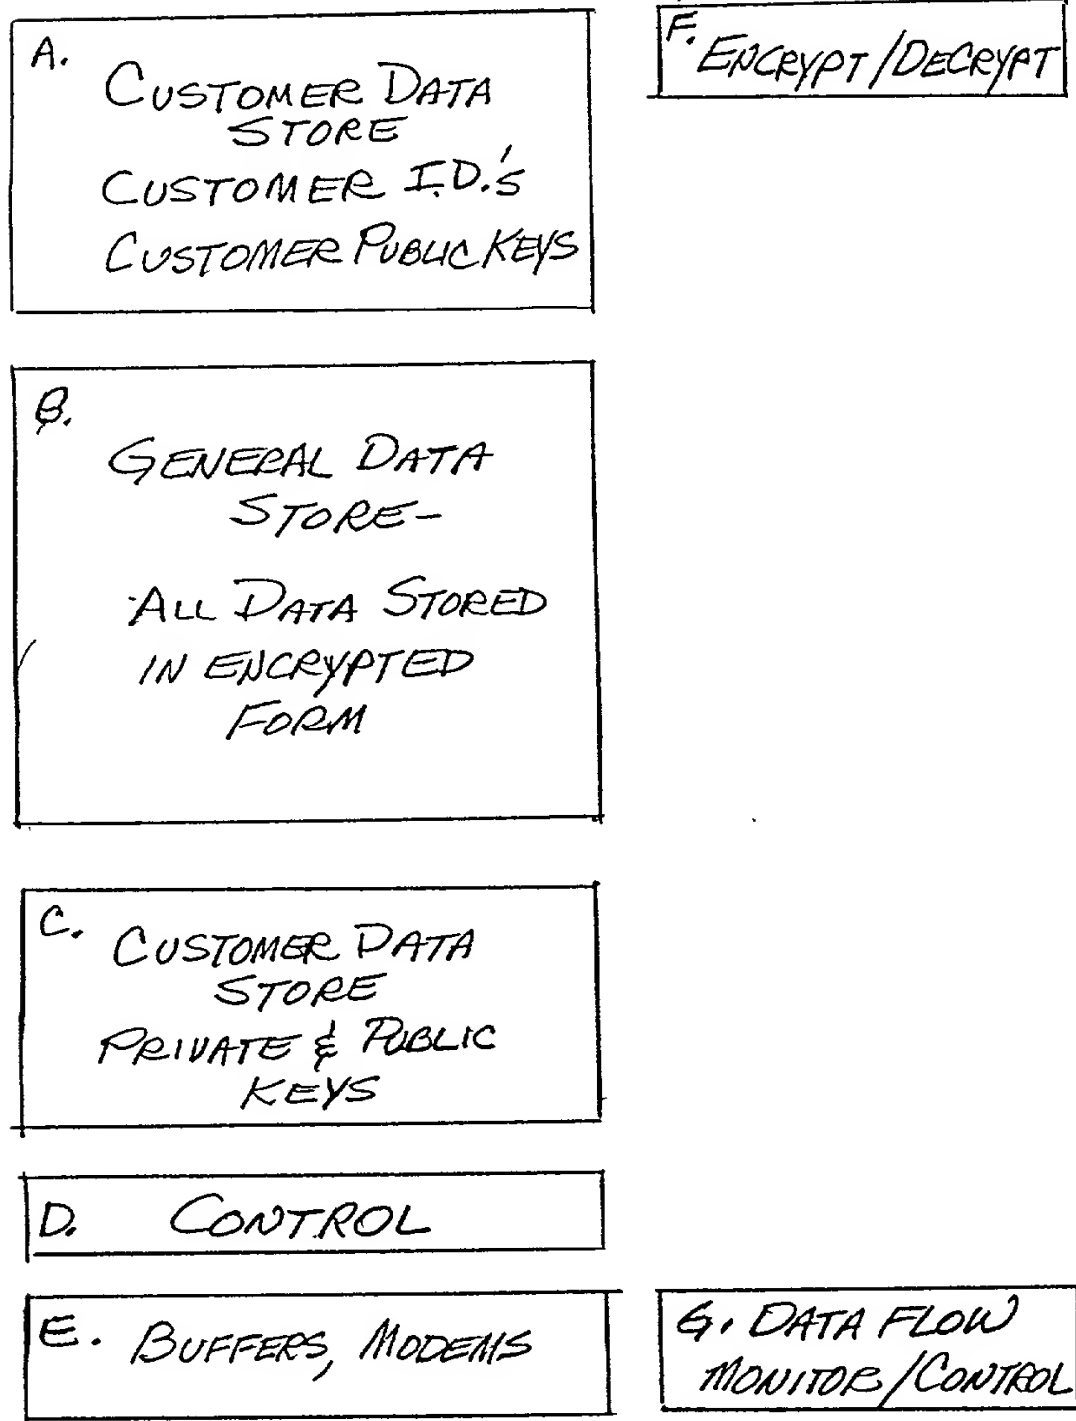 A.
CUSTOMER DATA
STORE
CUSTOMER I.D.'s
CUSTOMER PUBLIC KEYS
B.
GENERAL DATA
STORE-
ALL DATA STORED
IN ENCRYPTED
FORM
C.
CUSTOMER DATA
STORE
PRIVATE & PUBLIC
KEYS
D. CONTROL
E. BUFFERS, MODEMS
F.
ENCRYPT/DECRYPT
G. DATA FLOW
MONITOR/CONTROL